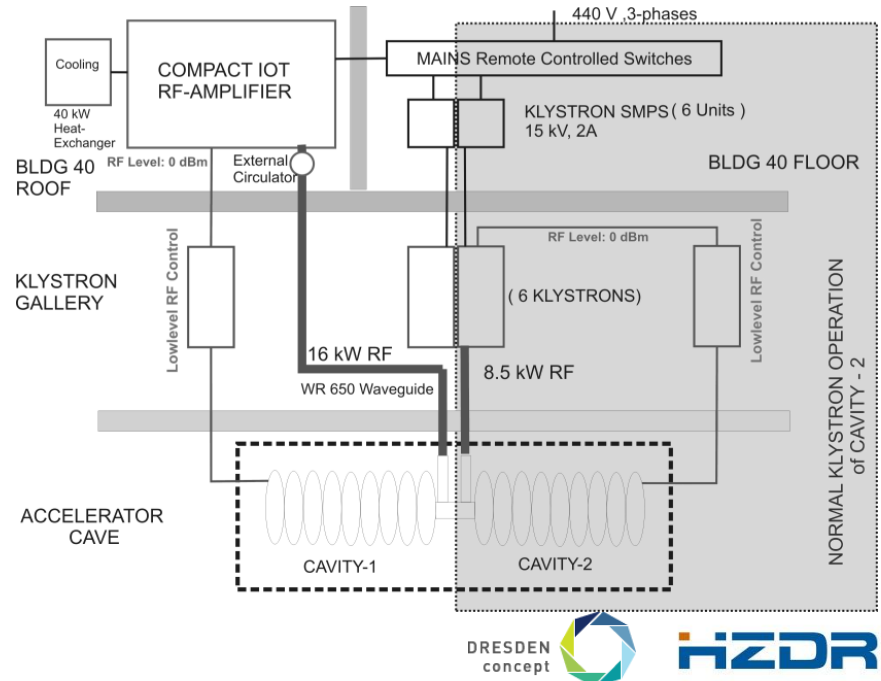 440 V ,3-phases
Cooling
COMPACT IOT
RF-AMPLIFIER
MAINS Remote Controlled Switches
40 kW
Heat-
Exchanger
KLYSTRON SMPS ( 6 Units )
15 kV, 2A
RF Level: 0 dBm
External
Circulator
BLDG 40
ROOF
BLDG 40 FLOOR
KLYSTRON
GALLERY
Lowlevel RF Control
RF Level: 0 dBm
Lowlevel RF Control
( 6 KLYSTRONS)
16 kW RF
WR 650 Waveguide
8.5 kW RF
NORMAL KLYSTRON OPERATION
of CAVITY - 2
ACCELERATOR
CAVE
CAVITY-1
CAVITY-2
DRESDEN
concept
HZDR